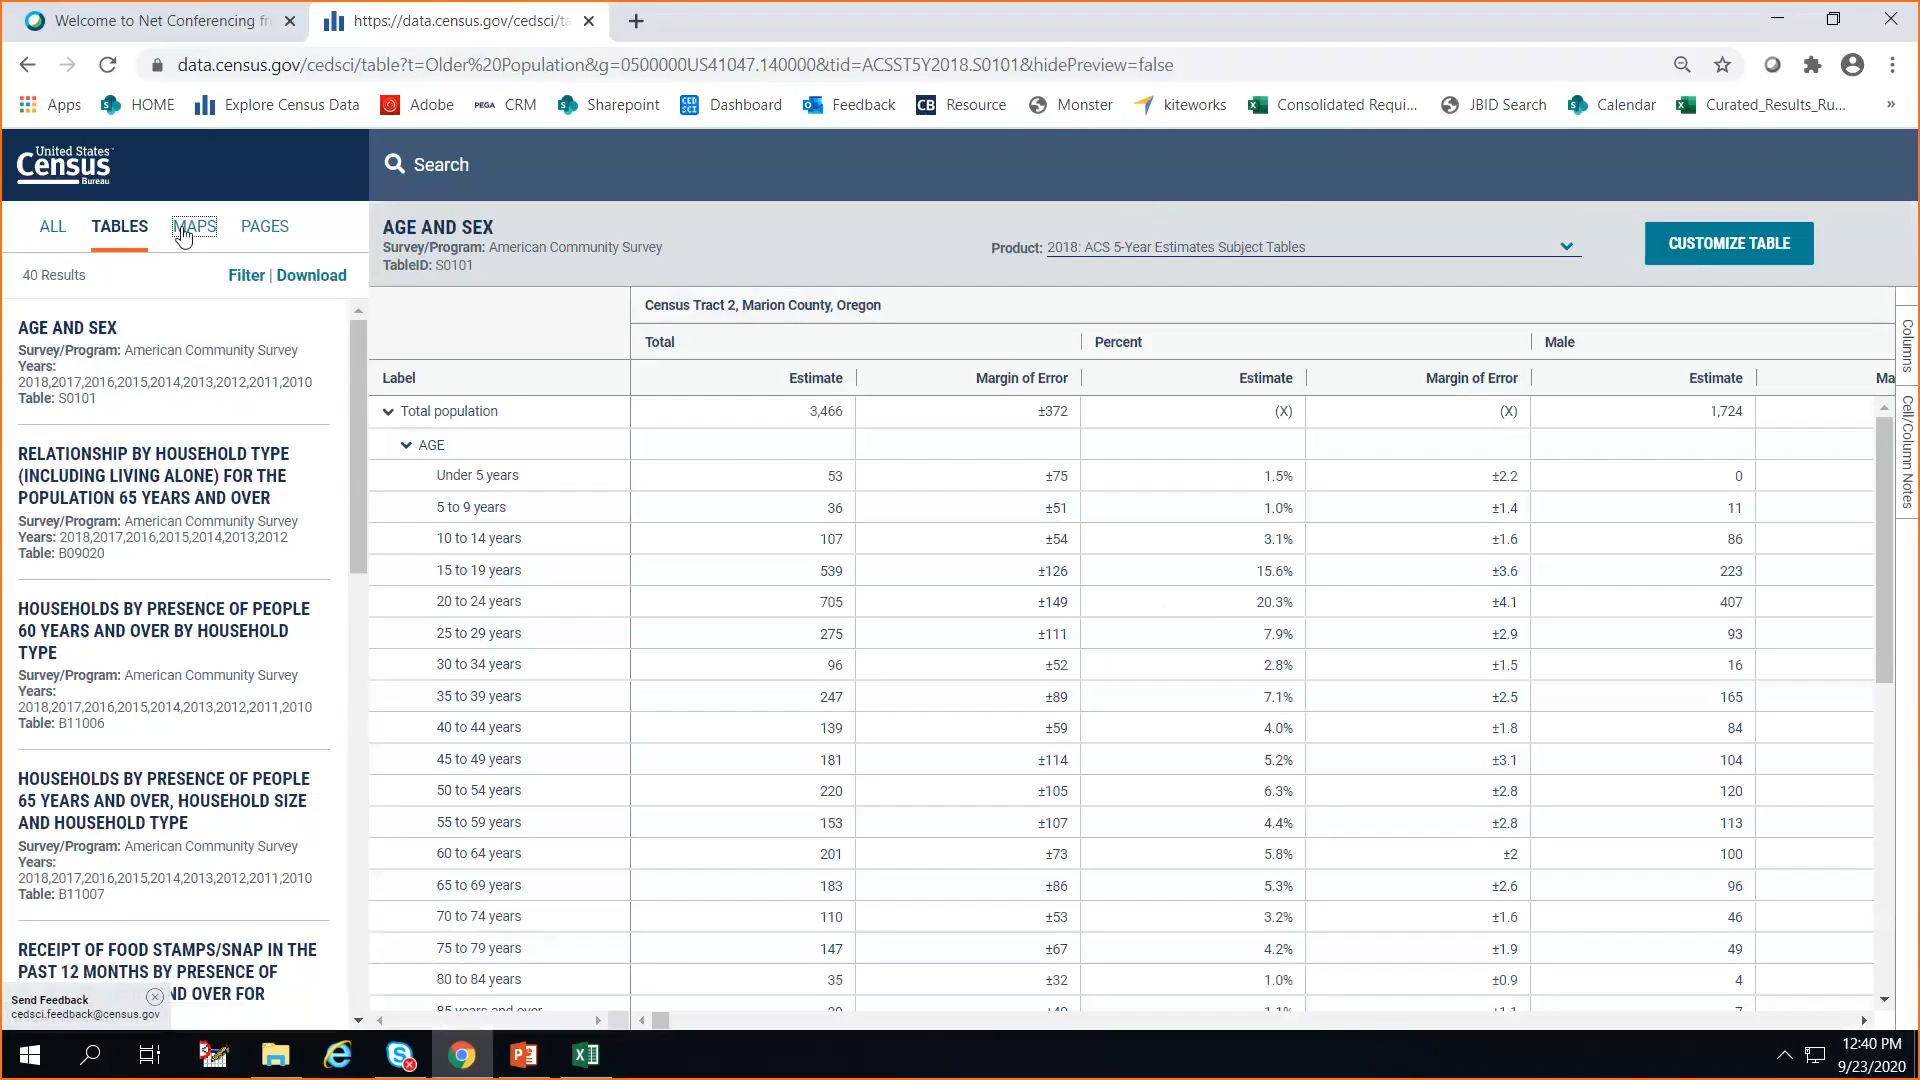 Welcome to Net Conferencing fr
https://data.census.gov/cedsci/ta
data.census.gov/cedsci/table?t=Older%20Population&g=0500000US41047.140000&tid=ACSST5Y2018.S0101&hidePreview=false
Apps HOME Explore Census Data Adobe PEGA CRM Sharepoint CED SCI Dashboard Feedback CB Resource Monster kiteworks Consolidated Requi... JBID Search Calendar Curated_Results_Ru... »
United States
Census
Bureau
Search
ALL TABLES MAPS PAGES
40 Results Filter | Download
AGE AND SEX
Survey/Program: American Community Survey
Years:
2018,2017,2016,2015,2014,2013,2012,2011,2010
Table: S0101
RELATIONSHIP BY HOUSEHOLD TYPE
(INCLUDING LIVING ALONE) FOR THE
POPULATION 65 YEARS AND OVER
Survey/Program: American Community Survey
Years: 2018,2017,2016,2015,2014,2013,2012
Table: B09020
HOUSEHOLDS BY PRESENCE OF PEOPLE
60 YEARS AND OVER BY HOUSEHOLD
TYPE
Survey/Program: American Community Survey
Years:
2018,2017,2016,2015,2014,2013,2012,2011,2010
Table: B11006
HOUSEHOLDS BY PRESENCE OF PEOPLE
65 YEARS AND OVER, HOUSEHOLD SIZE
AND HOUSEHOLD TYPE
Survey/Program: American Community Survey
Years:
2018,2017,2016,2015,2014,2013,2012,2011,2010
Table: B11007
RECEIPT OF FOOD STAMPS/SNAP IN THE
PAST 12 MONTHS BY PRESENCE OF
ND OVER FOR
Send Feedback
cedsci.feedback@census.gov
AGE AND SEX
Survey/Program: American Community Survey
TableID: S0101
Product: 2018: ACS 5-Year Estimates Subject Tables
CUSTOMIZE TABLE
Census Tract 2, Marion County, Oregon
Total Percent Male
Label Estimate Margin of Error Estimate Margin of Error Estimate Ma
Total population 3,466 ±372 (X) (X) 1,724
AGE
Under 5 years 53 ±75 1.5% ±2.2 0
5 to 9 years 36 ±51 1.0% ±1.4 11
10 to 14 years 107 ±54 3.1% ±1.6 86
15 to 19 years 539 ±126 15.6% ±3.6 223
20 to 24 years 705 ±149 20.3% ±4.1 407
25 to 29 years 275 ±111 7.9% ±2.9 93
30 to 34 years 96 ±52 2.8% ±1.5 16
35 to 39 years 247 ±89 7.1% ±2.5 165
40 to 44 years 139 ±59 4.0% ±1.8 84
45 to 49 years 181 ±114 5.2% ±3.1 104
50 to 54 years 220 ±105 6.3% ±2.8 120
55 to 59 years 153 ±107 4.4% ±2.8 113
60 to 64 years 201 ±73 5.8% ±2 100
65 to 69 years 183 ±86 5.3% ±2.6 96
70 to 74 years 110 ±53 3.2% ±1.6 46
75 to 79 years 147 ±67 4.2% ±1.9 49
80 to 84 years 35 ±32 1.0% ±0.9 4
85 years and over
Columns
Cell/Column Notes
12:40 PM
9/23/2020